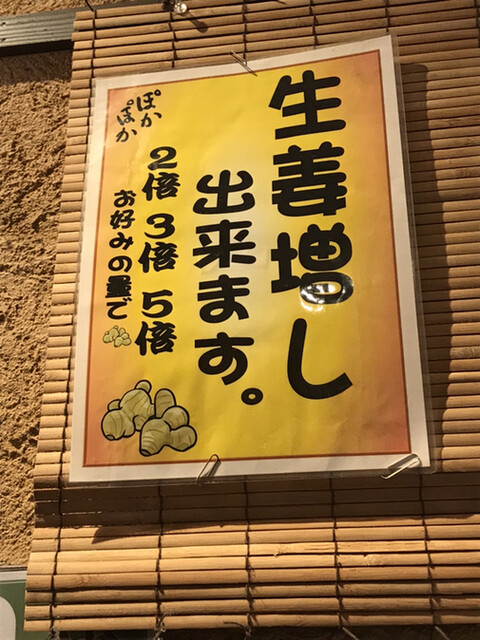 生姜増し
出来ます。
2倍3倍5倍
お好みの量で
ぽか
ぽか